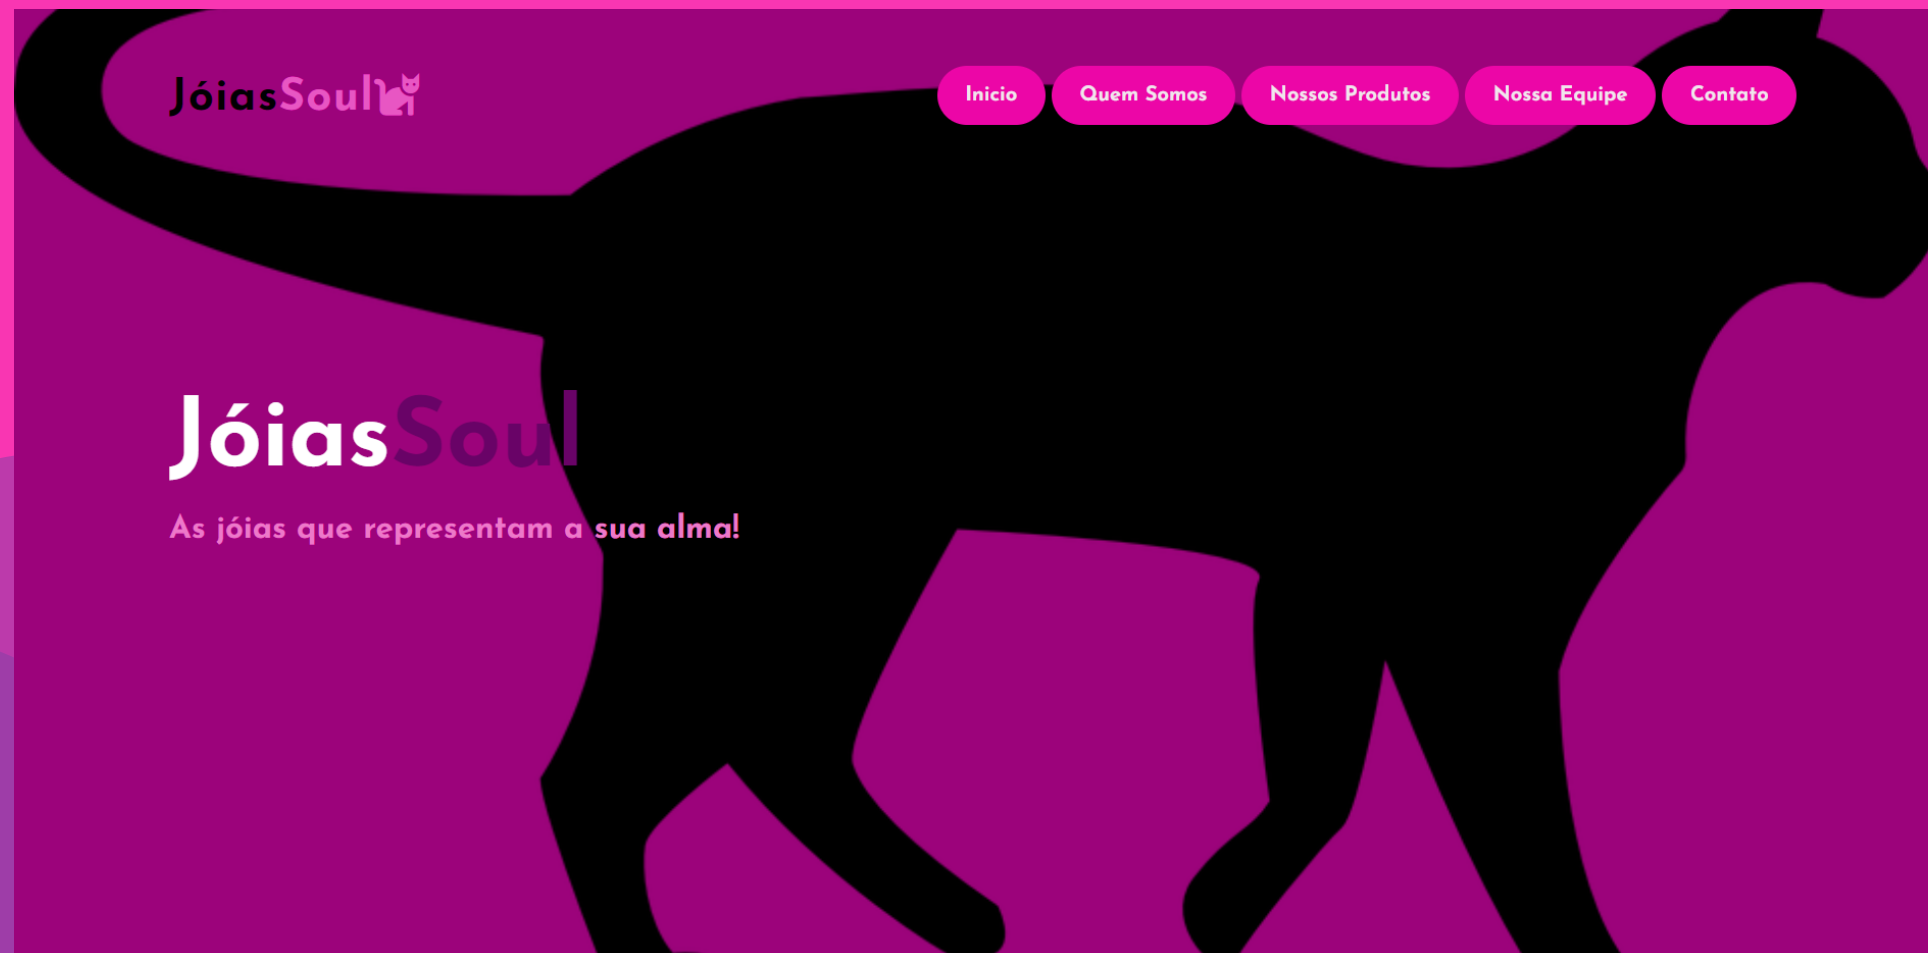 JóiasSoul
Inicio Quem Somos Nossos Produtos Nossa Equipe Contato
JóiasSoul
As jóias que representam a sua alma!